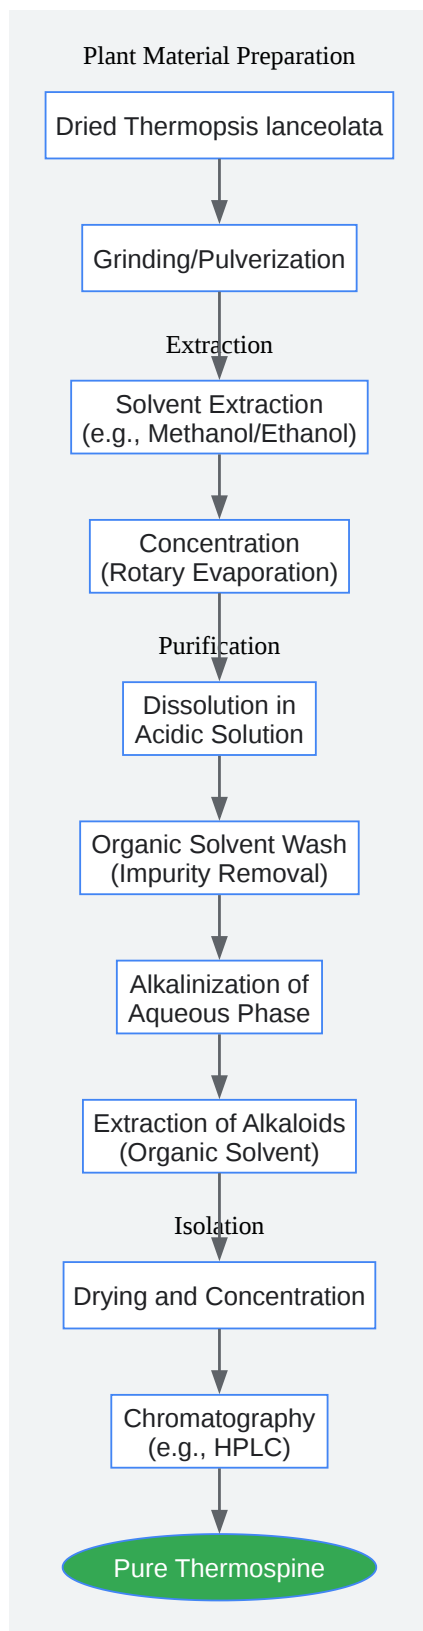 Plant Material Preparation
Dried Thermopsis lanceolata
Grinding/Pulverization
Extraction
Solvent Extraction
(e.g., Methanol/Ethanol)
Concentration
(Rotary Evaporation)
Purification
Dissolution in
Acidic Solution
Organic Solvent Wash
(Impurity Removal)
Alkalinization of
Aqueous Phase
Extraction of Alkaloids
(Organic Solvent)
Isolation
Drying and Concentration
Chromatography
(e.g., HPLC)
Pure Thermospine